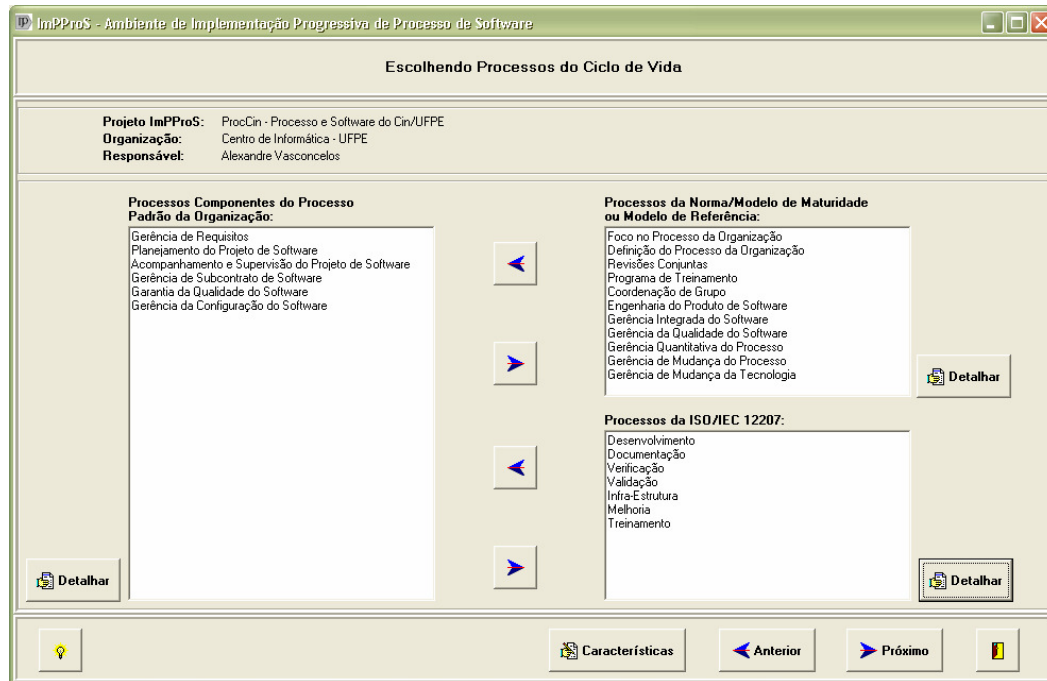 ImPProS - Ambiente de Implementação Progressiva de Processo de Software
Escolhendo Processos do Ciclo de Vida
Projeto ImPProS: ProcCin - Processo e Software do Cin/UFPE
Organização: Centro de Informática - UFPE
Responsável: Alexandre Vasconcelos
Processos Componentes do Processo
Padrão da Organização:
Gerência de Requisitos
Planejamento do Projeto de Software
Acompanhamento e Supervisão do Projeto de Software
Gerência de Subcontrato de Software
Garantia da Qualidade do Software
Gerência da Configuração do Software
Detalhar
Processos da Norma/Modelo de Maturidade
ou Modelo de Referência:
Foco no Processo da Organização
Definição do Processo da Organização
Revisões Conjuntas
Programa de Treinamento
Coordenação de Grupo
Engenharia do Produto de Software
Gerência Integrada do Software
Gerência da Qualidade do Software
Gerência Quantitativa do Processo
Gerência de Mudança do Processo
Gerência de Mudança da Tecnologia
Detalhar
Processos da ISO/IEC 12207:
Desenvolvimento
Documentação
Verificação
Validação
Infra-Estrutura
Melhoria
Treinamento
Detalhar
Características
Anterior
Próximo